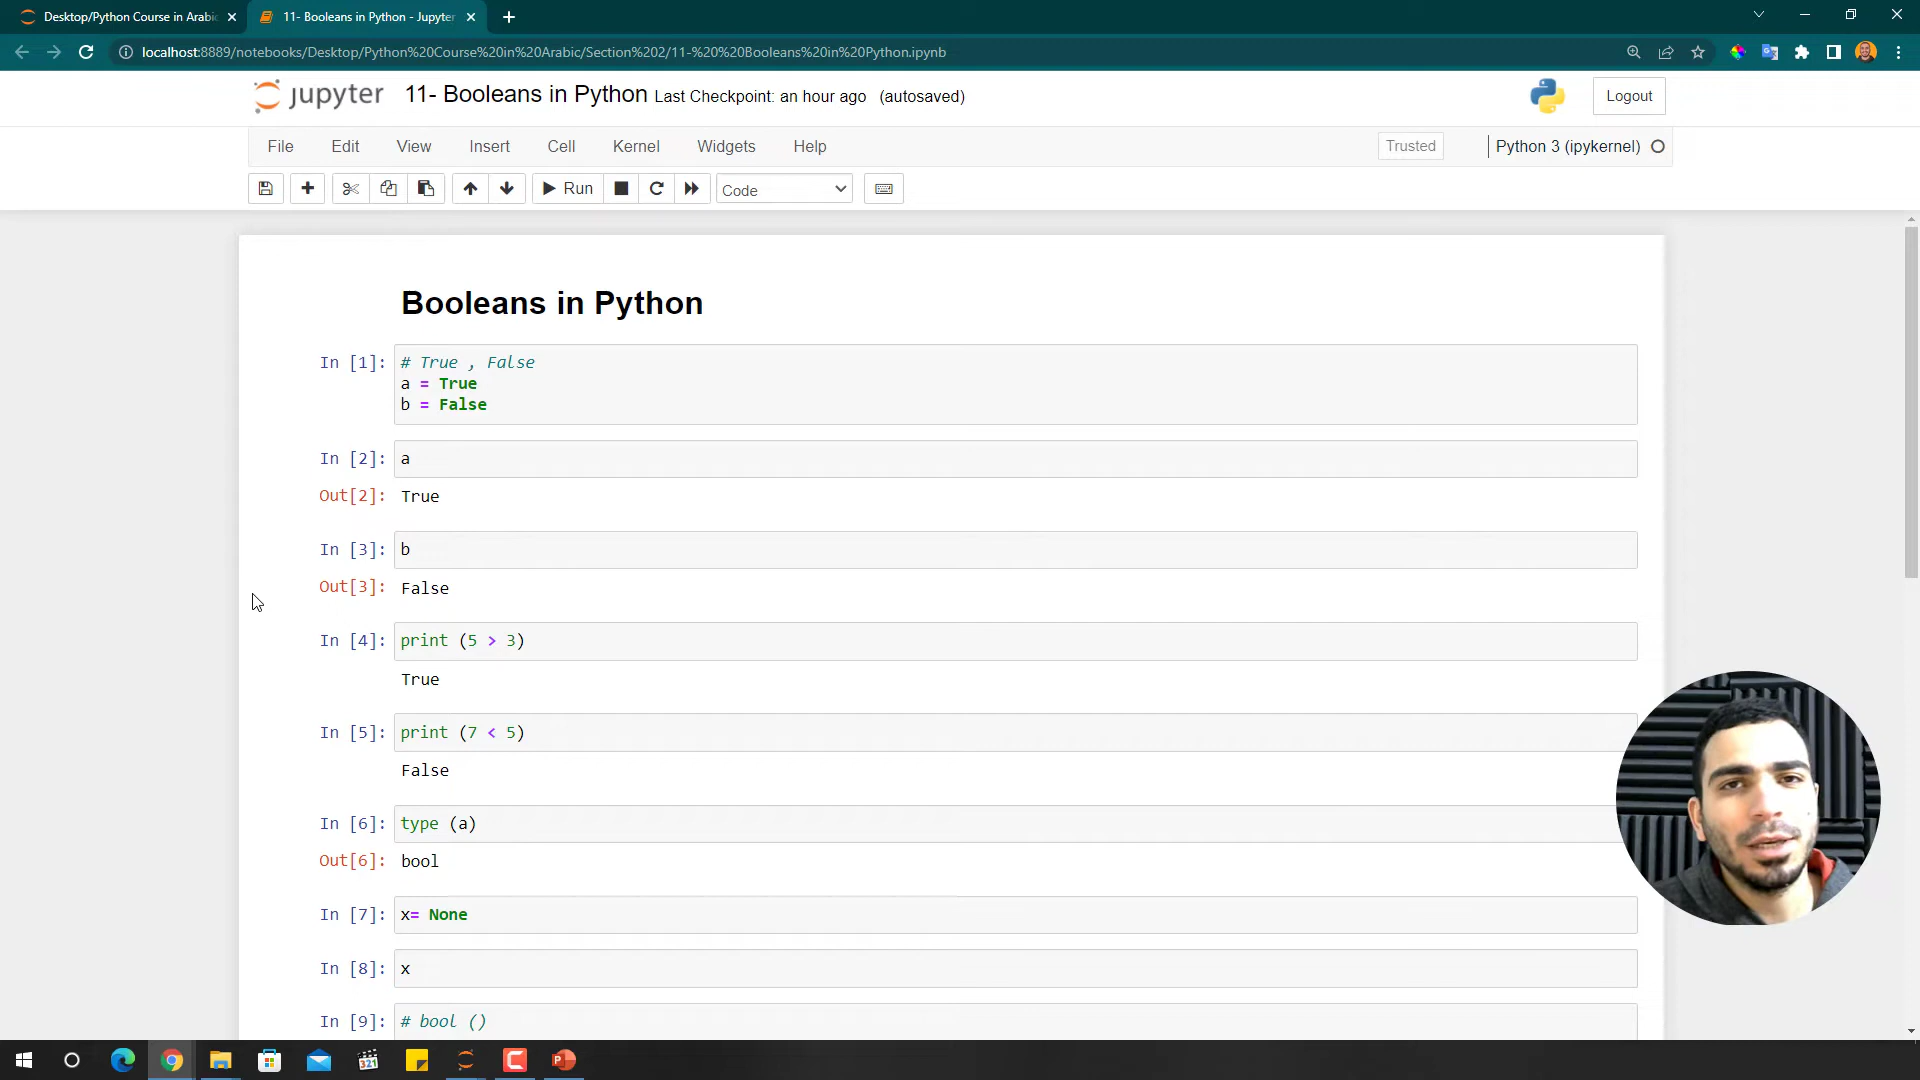 Desktop/Python Course in Arabic
11- Booleans in Python - Jupyter
localhost:8889/notebooks/Desktop/Python%20Course%20in%20Arabic/Section%202/11-%20%20Booleans%20in%20Python.ipynb
jupyter 11- Booleans in Python Last Checkpoint: an hour ago (autosaved) Logout
File Edit View Insert Cell Kernel Widgets Help Trusted Python 3 (ipykernel)
Run Code
Booleans in Python
In [1]: # True , False
a = True
b = False
In [2]: a
Out[2]: True
In [3]: b
Out[3]: False
In [4]: print (5 > 3)
True
In [5]: print (7 < 5)
False
In [6]: type (a)
Out[6]: bool
In [7]: x= None
In [8]: x
In [9]: # bool ()
321